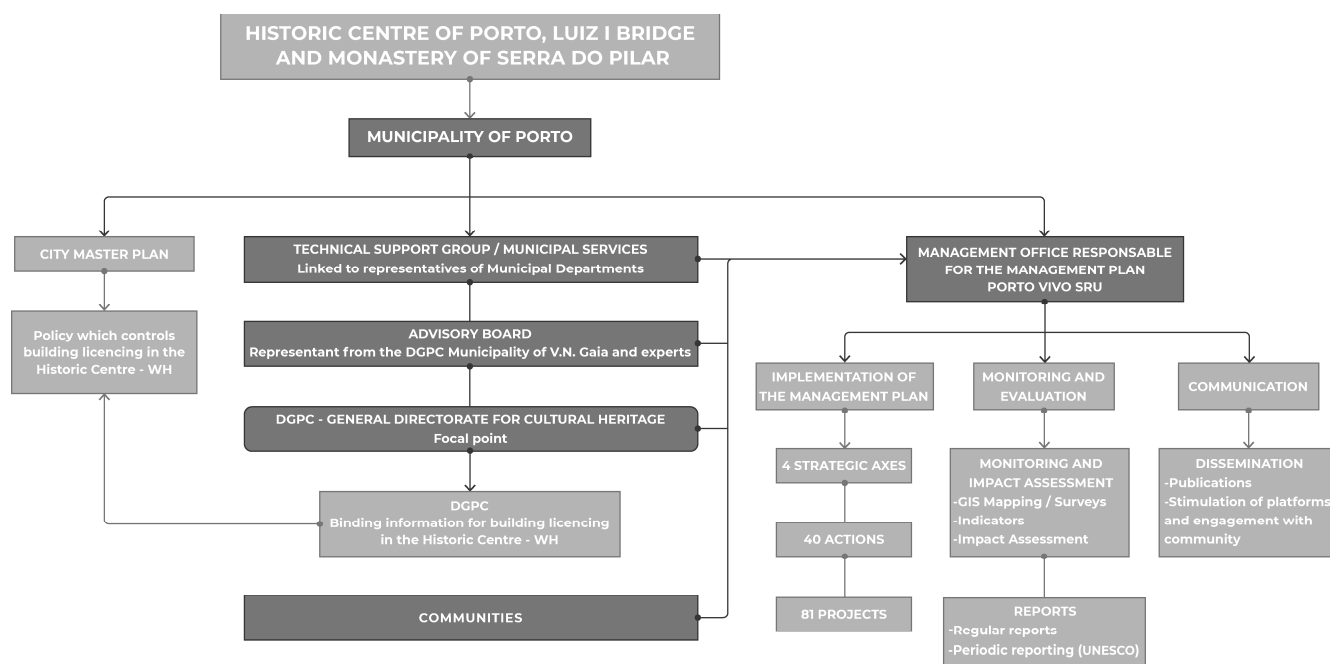 HISTORIC CENTRE OF PORTO, LUIZ I BRIDGE
AND MONASTERY OF SERRA DO PILAR
MUNICIPALITY OF PORTO
CITY MASTER PLAN
Policy which controls
building licencing in the
Historic Centre - WH
TECHNICAL SUPPORT GROUP / MUNICIPAL SERVICES
Linked to representatives of Municipal Departments
ADVISORY BOARD
Representant from the DGPC Municipality of V.N. Gaia and experts
DGPC - GENERAL DIRECTORATE FOR CULTURAL HERITAGE
Focal point
DGPC
Binding information for building licencing
in the Historic Centre - WH
COMMUNITIES
MANAGEMENT OFFICE RESPONSABLE
FOR THE MANAGEMENT PLAN
PORTO VIVO SRU
IMPLEMENTATION OF
THE MANAGEMENT PLAN
4 STRATEGIC AXES
40 ACTIONS
81 PROJECTS
MONITORING AND
EVALUATION
MONITORING AND
IMPACT ASSESSMENT
-GIS Mapping / Surveys
-Indicators
-Impact Assessment
REPORTS
-Regular reports
-Periodic reporting (UNESCO)
COMMUNICATION
DISSEMINATION
-Publications
-Stimulation of platforms
and engagement with
community